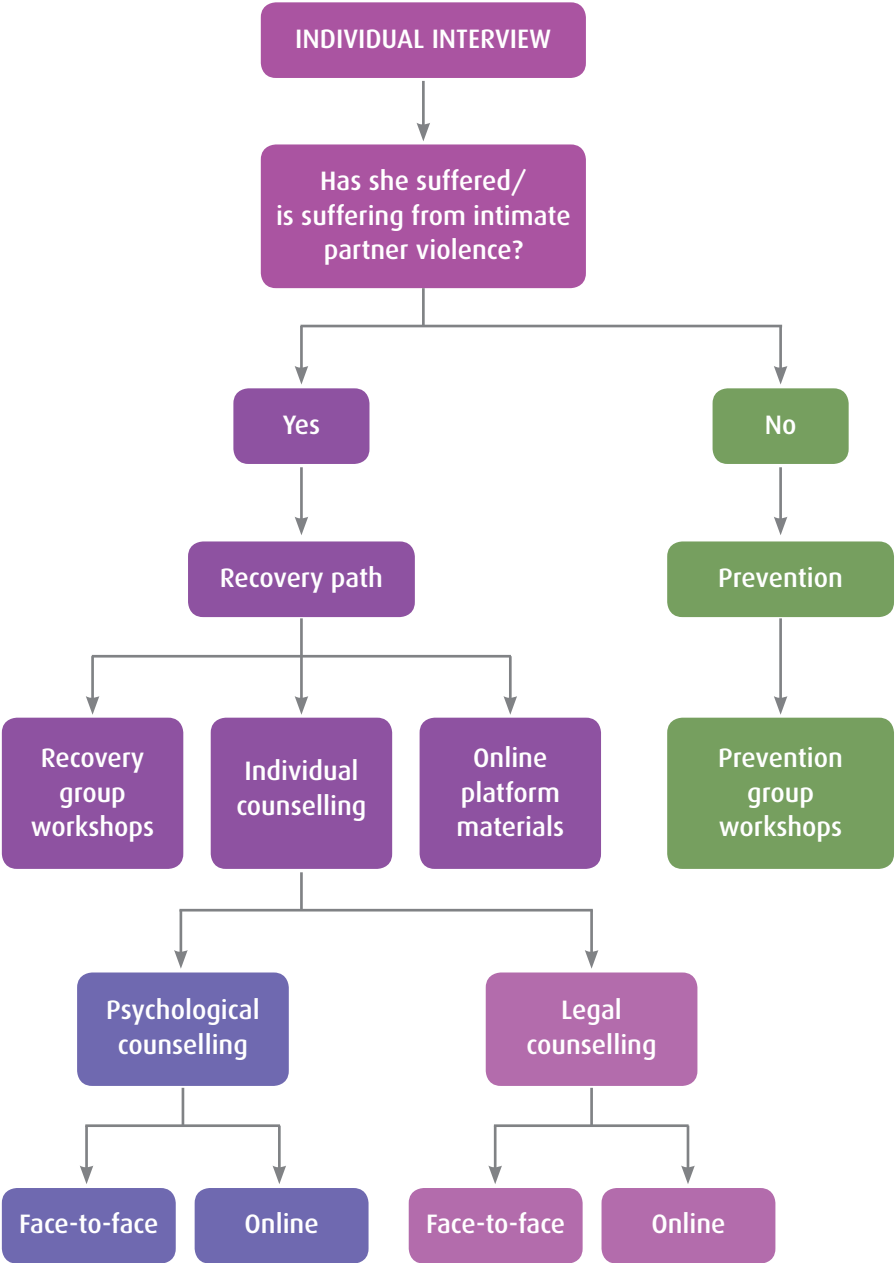 INDIVIDUAL INTERVIEW
Has she suffered/
is suffering from intimate
partner violence?
Yes
No
Recovery path
Prevention
Recovery
group
workshops
Individual
counselling
Online
platform
materials
Prevention
group
workshops
Psychological
counselling
Legal
counselling
Face-to-face
Online
Face-to-face
Online